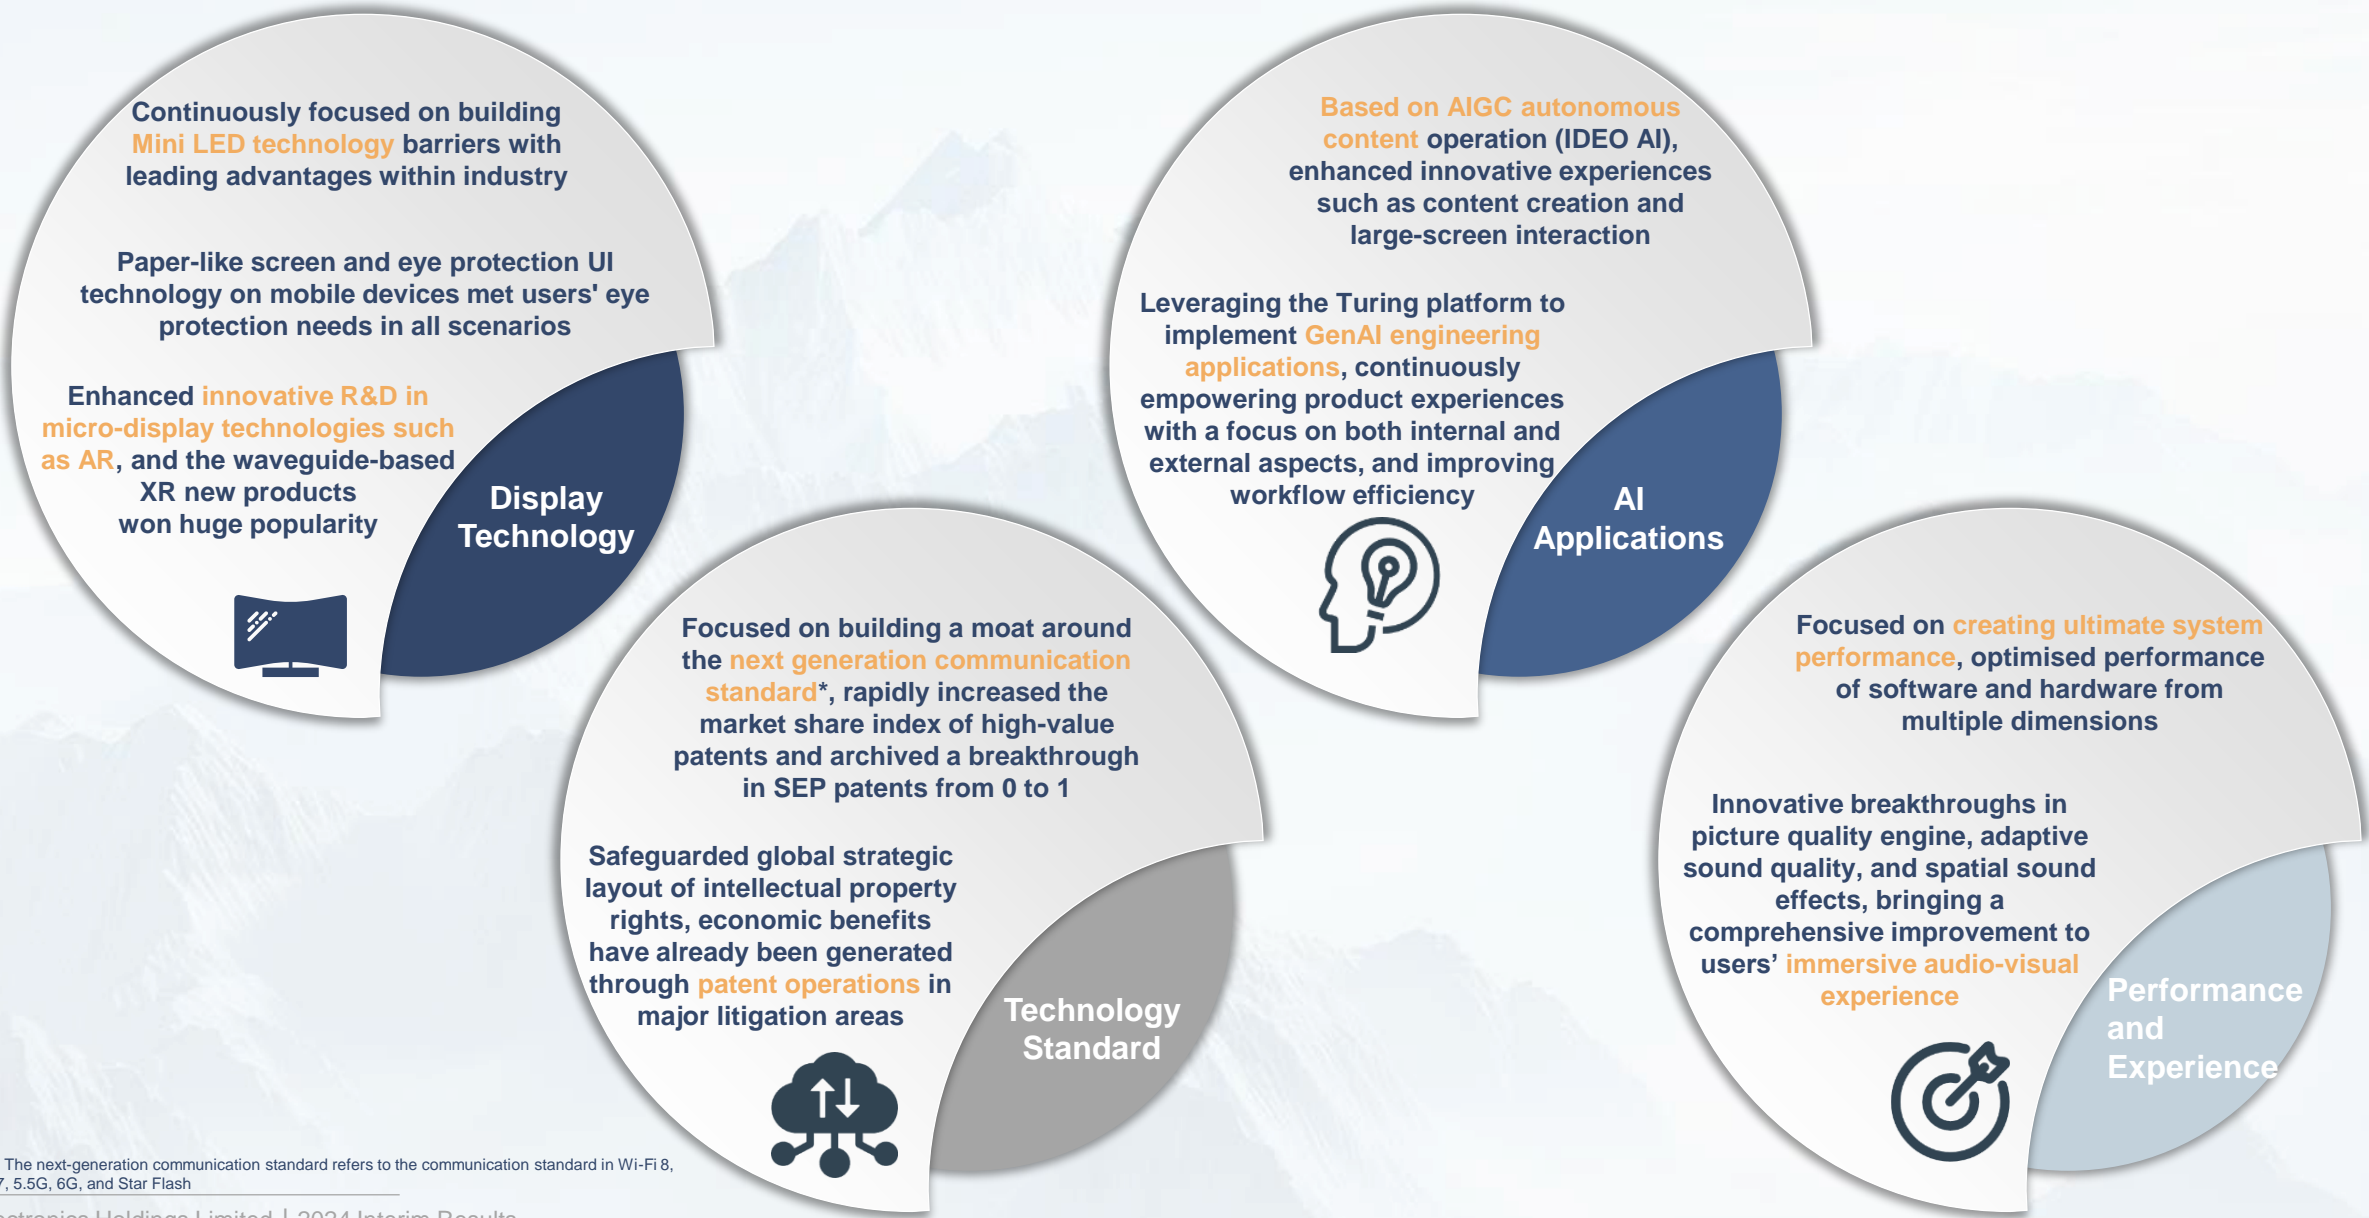 Continuously focused on building
Mini LED technology barriers with
leading advantages within industry
Paper-like screen and eye protection UI
technology on mobile devices met users' eye
protection needs in all scenarios
Enhanced innovative R&D in
micro-display technologies such
as AR, and the waveguide-based
XR new products
won huge popularity
Display
Technology
Focused on building a moat around
the next generation communication
standard*, rapidly increased the
market share index of high-value
patents and archived a breakthrough
in SEP patents from 0 to 1
Safeguarded global strategic
layout of intellectual property
rights, economic benefits
have already been generated
through patent operations in
major litigation areas
Technology
Standard
Based on AIGC autonomous
content operation (IDEO AI),
enhanced innovative experiences
such as content creation and
large-screen interaction
Leveraging the Turing platform to
implement GenAI engineering
applications, continuously
empowering product experiences
with a focus on both internal and
external aspects, and improving
workflow efficiency
AI
Applications
Focused on creating ultimate system
performance, optimised performance
of software and hardware from
multiple dimensions
Innovative breakthroughs in
picture quality engine, adaptive
sound quality, and spatial sound
effects, bringing a
comprehensive improvement to
users’ immersive audio-visual
experience
Performance
and
Experience
The next-generation communication standard refers to the communication standard in Wi-Fi 8,
7, 5.5G, 6G, and Star Flash
Holdings Limited | 2024 Interim Results